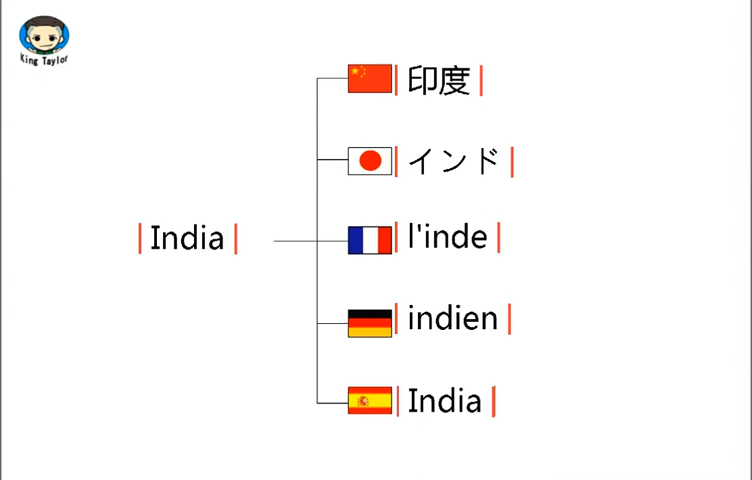 King Taylor
印度
インド
India
l'inde
indien
India